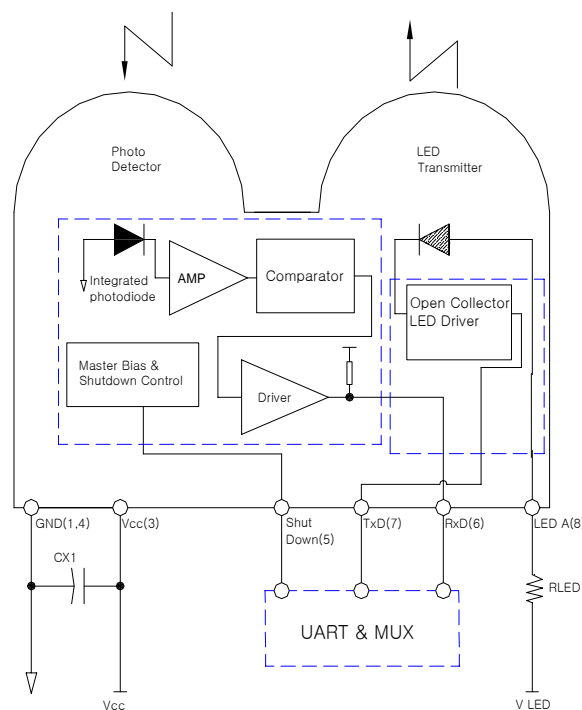 Photo
Detector
LED
Transmitter
Integrated
photodiode
AMP
Comparator
Open Collector
LED Driver
Master Bias &
Shutdown Control
Driver
GND(1,4)
Vcc(3)
Shut
Down(5)
TxD(7)
RxD(6)
LED A(8
CX1
RLED
UART & MUX
Vcc
V LED